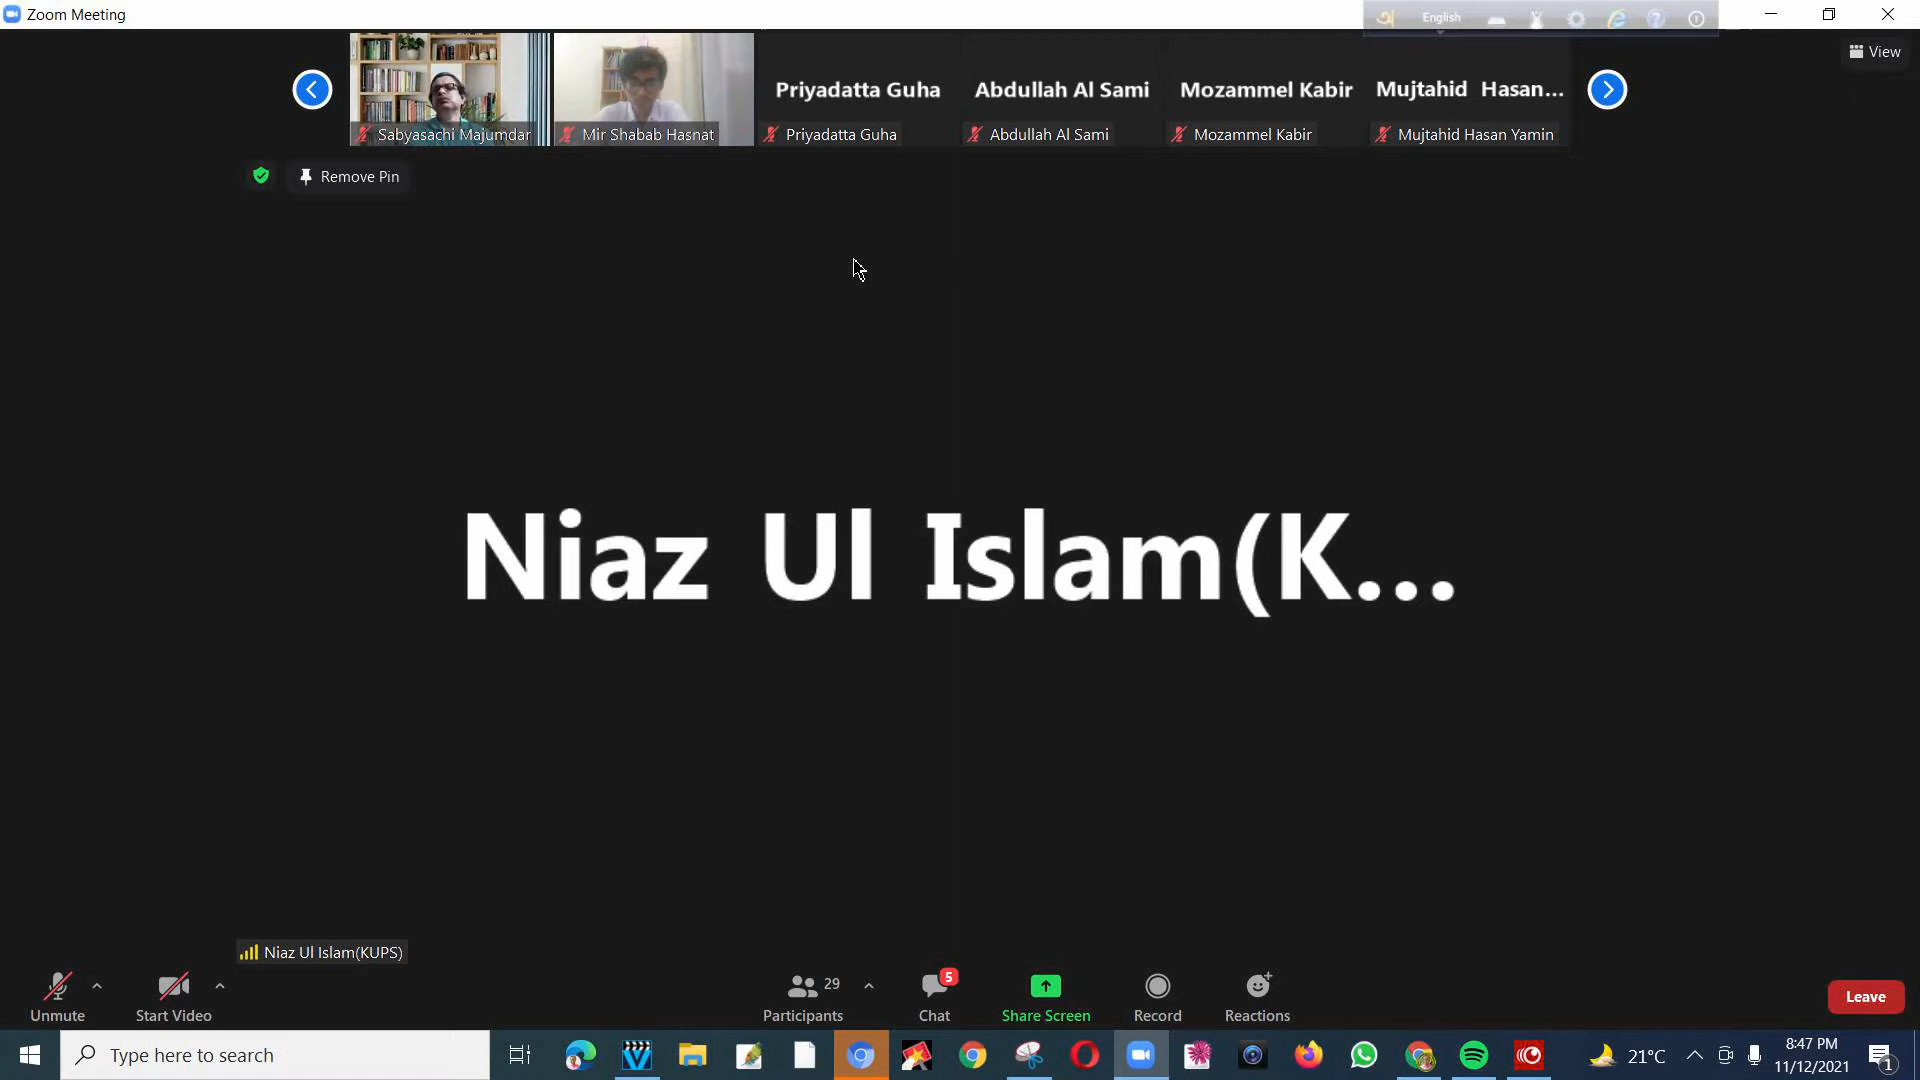 Zoom Meeting
English
View
Priyadatta Guha
Abdullah Al Sami
Mozammel Kabir
Mujtahid Hasan...
Sabyasachi Majumdar
Mir Shabab Hasnat
Priyadatta Guha
Abdullah Al Sami
Mozammel Kabir
Mujtahid Hasan Yamin
Remove Pin
Niaz Ul Islam(K...
Niaz Ul Islam(KUPS)
29
5
Unmute
Start Video
Participants
Chat
Share Screen
Record
Reactions
Leave
Type here to search
21°C
8:47 PM
11/12/2021
1